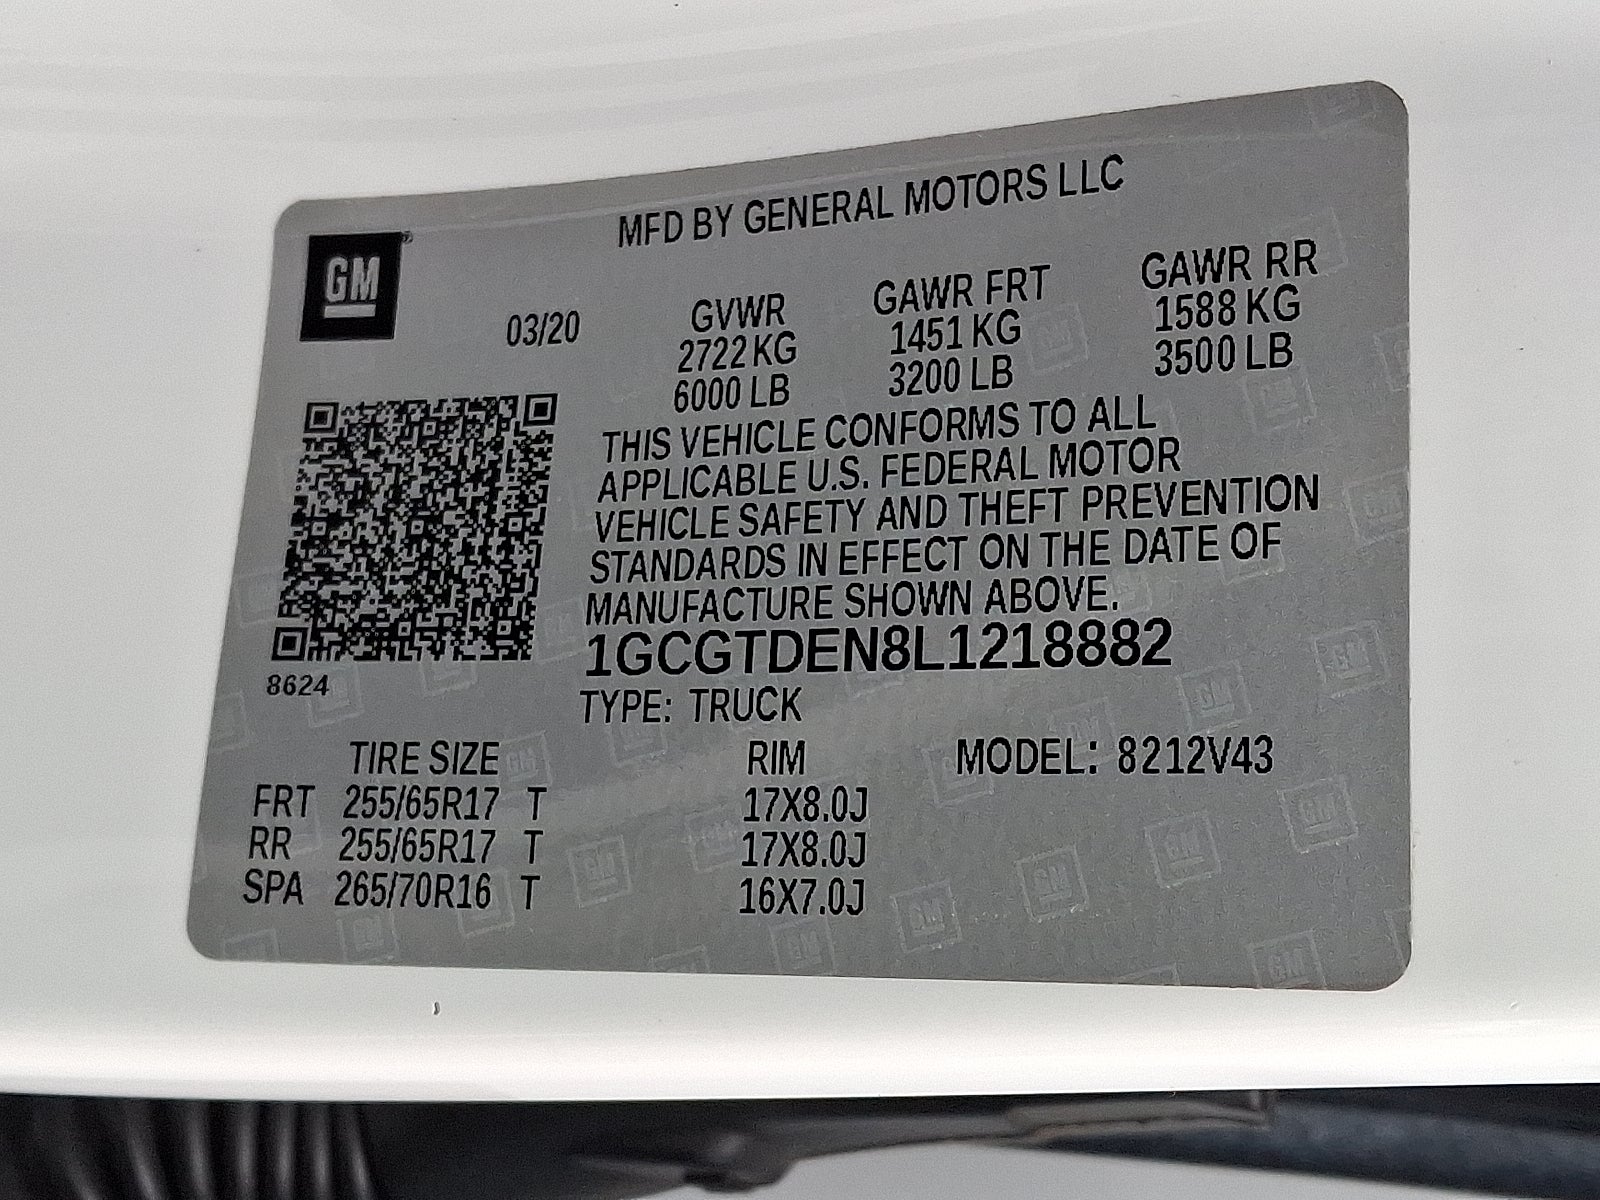 MFD BY GENERAL MOTORS LLC
GM
03/20 GVWR GAWR FRT GAWR RR
2722 KG 1451 KG 1588 KG
6000 LB 3200 LB 3500 LB
THIS VEHICLE CONFORMS TO ALL
APPLICABLE U.S. FEDERAL MOTOR
VEHICLE SAFETY AND THEFT PREVENTION
STANDARDS IN EFFECT ON THE DATE OF
MANUFACTURE SHOWN ABOVE.
1GCGTDEN8L1218882
8624
TYPE: TRUCK
TIRE SIZE RIM MODEL: 8212V43
FRT 255/65R17 T 17X8.0J
RR 255/65R17 T 17X8.0J
SPA 265/70R16 T 16X7.0J